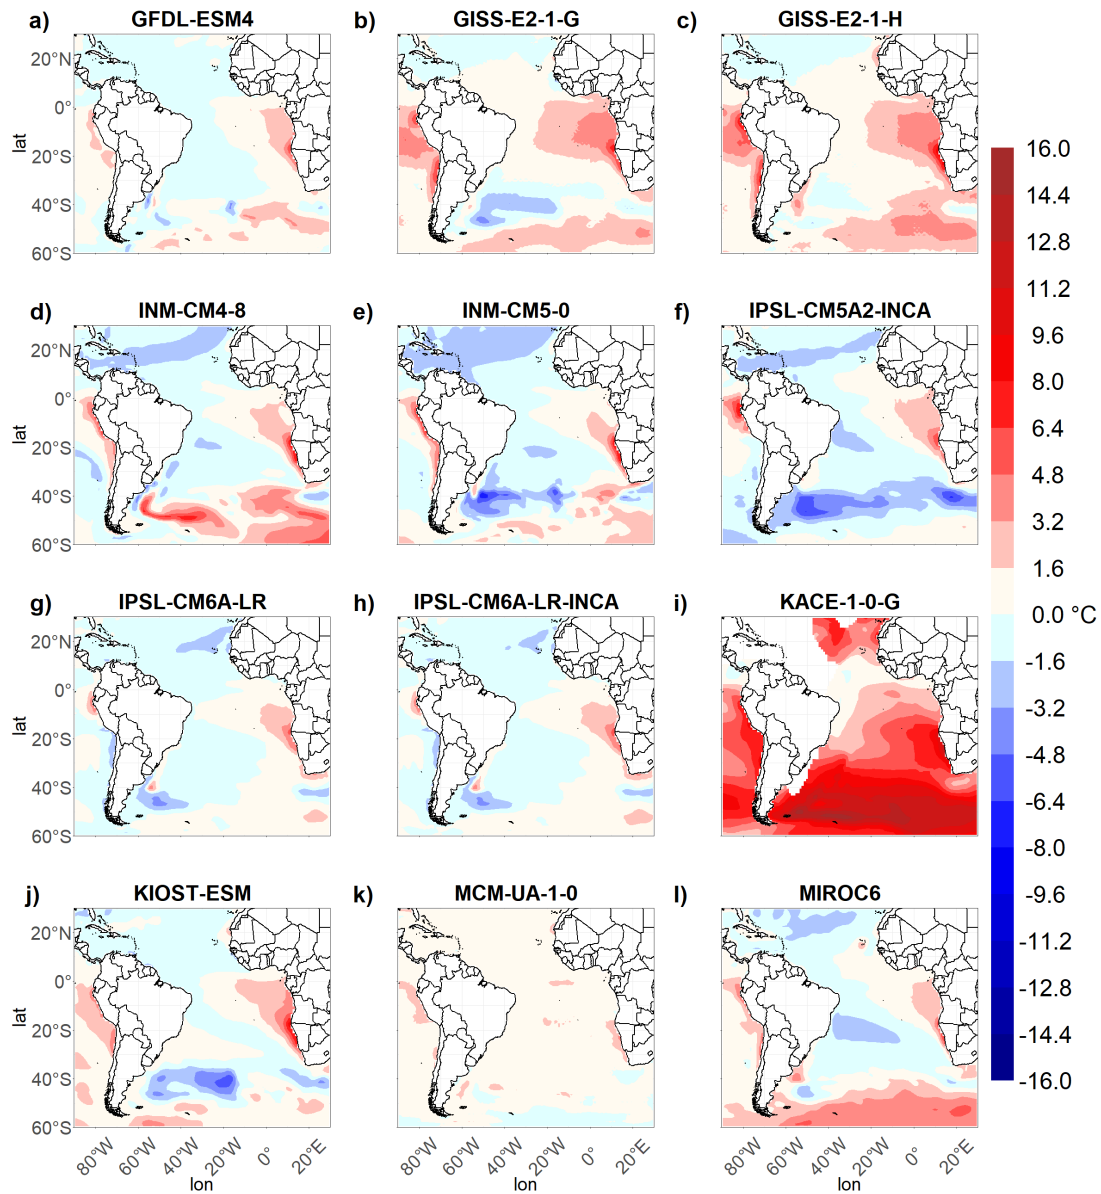 a) GFDL-ESM4
b) GISS-E2-1-G
c) GISS-E2-1-H
20°N
0°
20°S
40°S
60°S
lat
d) INM-CM4-8
e) INM-CM5-0
f) IPSL-CM5A2-INCA
20°N
0°
20°S
40°S
60°S
lat
g) IPSL-CM6A-LR
h) IPSL-CM6A-LR-INCA
i) KACE-1-0-G
20°N
0°
20°S
40°S
60°S
lat
j) KIOST-ESM
k) MCM-UA-1-0
l) MIROC6
20°N
0°
20°S
40°S
60°S
lat
80°W 60°W 40°W 20°W 0° 20°E
80°W 60°W 40°W 20°W 0° 20°E
80°W 60°W 40°W 20°W 0° 20°E
lon
lon
lon
16.0
14.4
12.8
11.2
9.6
8.0
6.4
4.8
3.2
1.6
0.0 °C
-1.6
-3.2
-4.8
-6.4
-8.0
-9.6
-11.2
-12.8
-14.4
-16.0